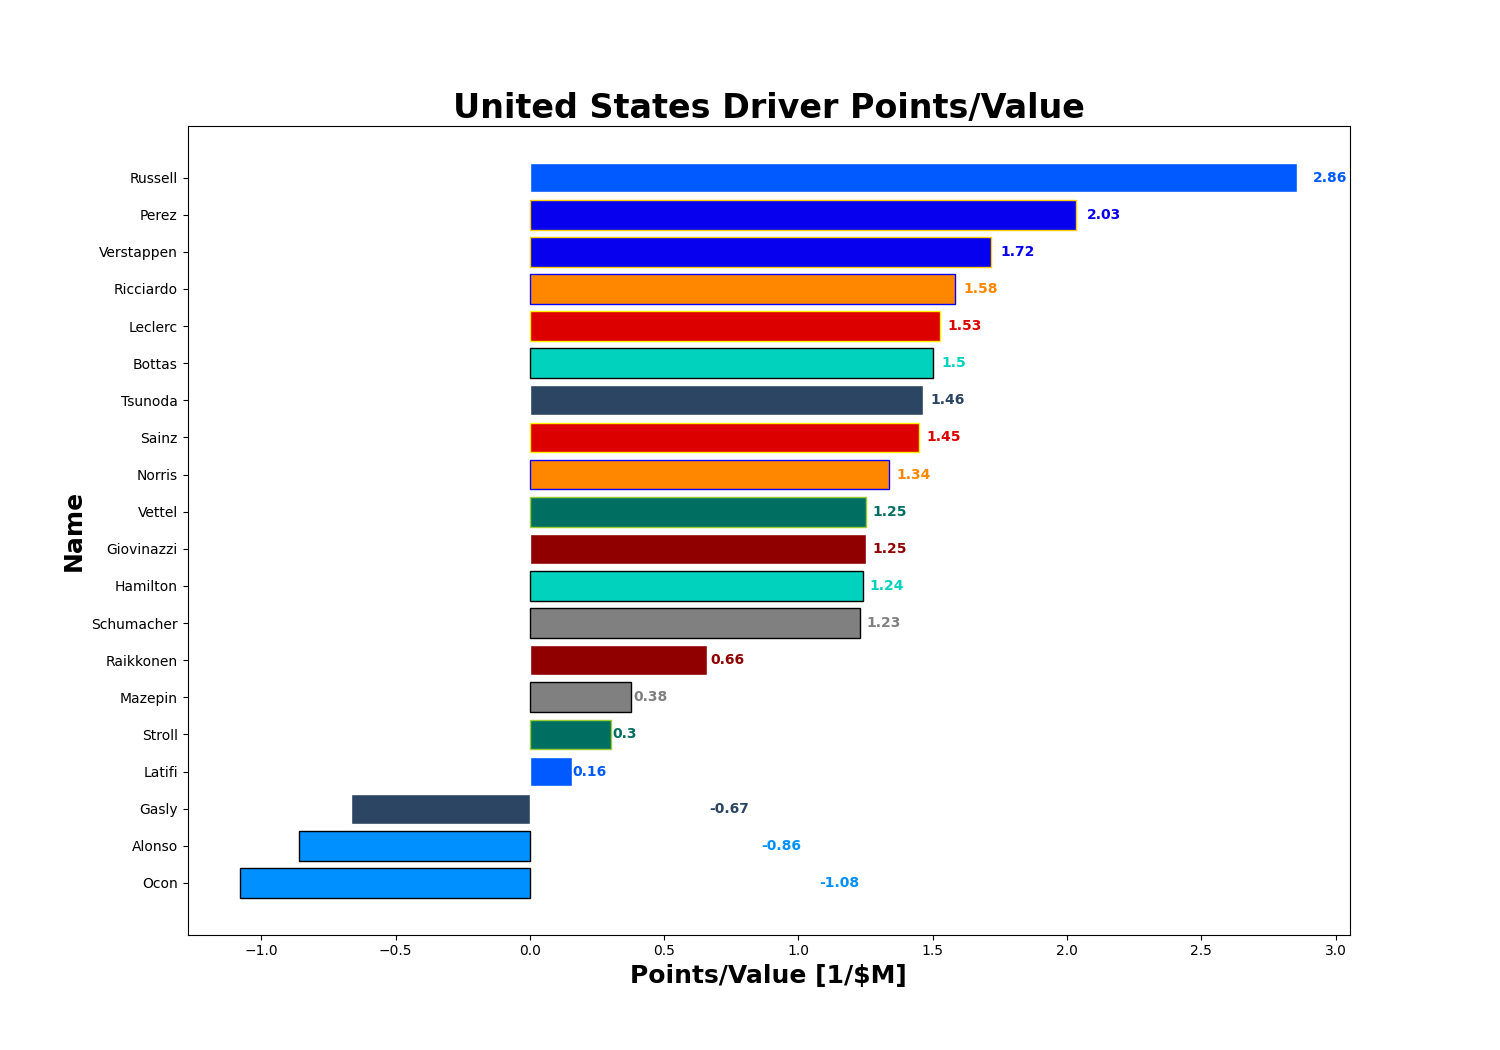 United States Driver Points/Value
Russell 2.86
Perez 2.03
Verstappen 1.72
Ricciardo 1.58
Leclerc 1.53
Bottas 1.5
Tsunoda 1.46
Sainz 1.45
Norris 1.34
Vettel 1.25
Giovinazzi 1.25
Hamilton 1.24
Schumacher 1.23
Raikkonen 0.66
Mazepin 0.38
Stroll 0.3
Latifi 0.16
Gasly -0.67
Alonso -0.86
Ocon -1.08
Name
−1.0 −0.5 0.0 0.5 1.0 1.5 2.0 2.5 3.0
Points/Value [1/$M]